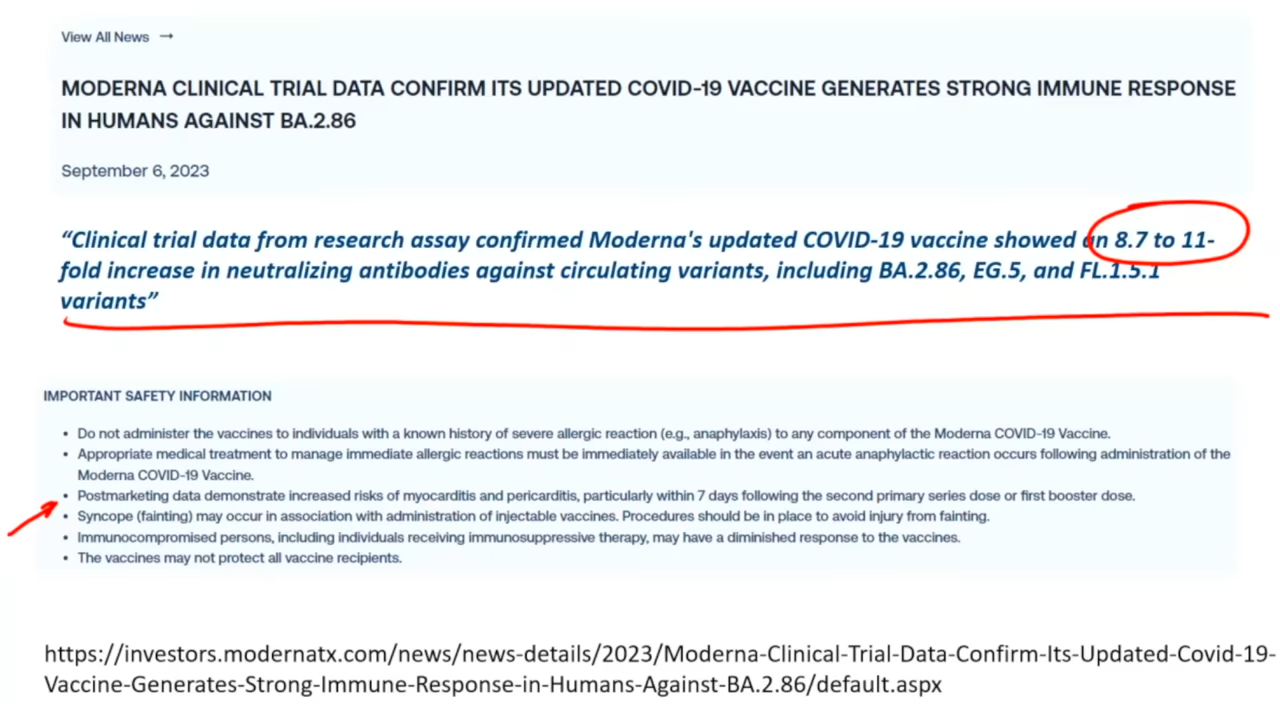 View All News →
MODERNA CLINICAL TRIAL DATA CONFIRM ITS UPDATED COVID-19 VACCINE GENERATES STRONG IMMUNE RESPONSE
IN HUMANS AGAINST BA.2.86
September 6, 2023
“Clinical trial data from research assay confirmed Moderna's updated COVID-19 vaccine showed an 8.7 to 11-
fold increase in neutralizing antibodies against circulating variants, including BA.2.86, EG.5, and FL.1.5.1
variants”
IMPORTANT SAFETY INFORMATION
• Do not administer the vaccines to individuals with a known history of severe allergic reaction (e.g., anaphylaxis) to any component of the Moderna COVID-19 Vaccine.
• Appropriate medical treatment to manage immediate allergic reactions must be immediately available in the event an acute anaphylactic reaction occurs following administration of the
Moderna COVID-19 Vaccine.
• Postmarketing data demonstrate increased risks of myocarditis and pericarditis, particularly within 7 days following the second primary series dose or first booster dose.
• Syncope (fainting) may occur in association with administration of injectable vaccines. Procedures should be in place to avoid injury from fainting.
• Immunocompromised persons, including individuals receiving immunosuppressive therapy, may have a diminished response to the vaccines.
• The vaccines may not protect all vaccine recipients.
https://investors.modernatx.com/news/news-details/2023/Moderna-Clinical-Trial-Data-Confirm-Its-Updated-Covid-19-
Vaccine-Generates-Strong-Immune-Response-in-Humans-Against-BA.2.86/default.aspx